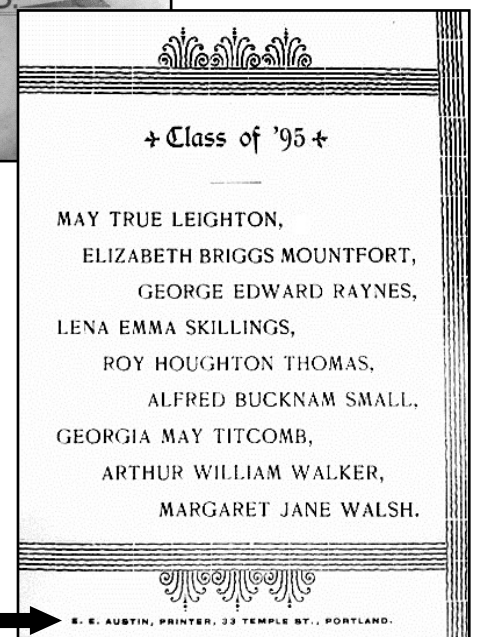 Class of '95
MAY TRUE LEIGHTON,
ELIZABETH BRIGGS MOUNTFORT,
GEORGE EDWARD RAYNES,
LENA EMMA SKILLINGS,
ROY HOUGHTON THOMAS,
ALFRED BUCKNAM SMALL,
GEORGIA MAY TITCOMB,
ARTHUR WILLIAM WALKER,
MARGARET JANE WALSH.
E. E. AUSTIN, PRINTER, 33 TEMPLE ST., PORTLAND.